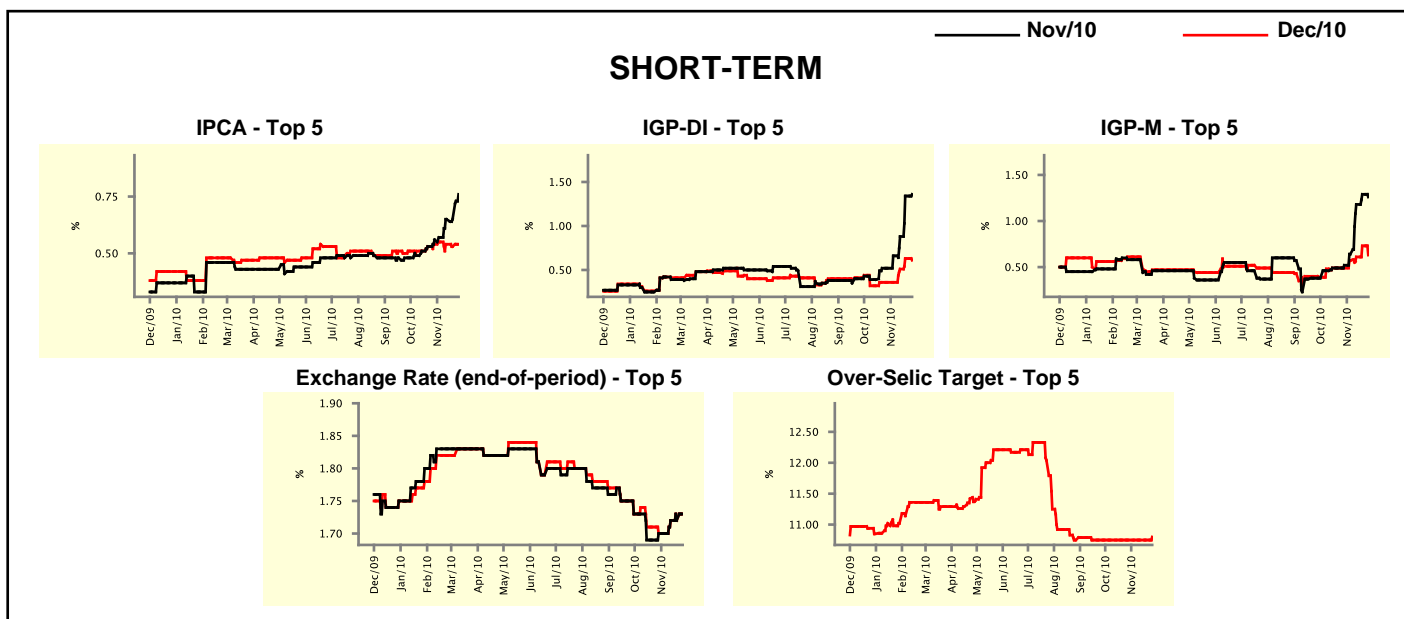 Nov/10 Dec/10
SHORT-TERM
IPCA - Top 5
0.75
0.50
%
Dec/09 Jan/10 Feb/10 Mar/10 Apr/10 May/10 Jun/10 Jul/10 Aug/10 Sep/10 Oct/10 Nov/10
IGP-DI - Top 5
1.50
1.00
0.50
%
Dec/09 Jan/10 Feb/10 Mar/10 Apr/10 May/10 Jun/10 Jul/10 Aug/10 Sep/10 Oct/10 Nov/10
IGP-M - Top 5
1.50
1.00
0.50
%
Dec/09 Jan/10 Feb/10 Mar/10 Apr/10 May/10 Jun/10 Jul/10 Aug/10 Sep/10 Oct/10 Nov/10
Exchange Rate (end-of-period) - Top 5
1.90
1.85
1.80
1.75
1.70
%
Dec/09 Jan/10 Feb/10 Mar/10 Apr/10 May/10 Jun/10 Jul/10 Aug/10 Sep/10 Oct/10 Nov/10
Over-Selic Target - Top 5
12.50
12.00
11.50
11.00
%
Dec/09 Jan/10 Feb/10 Mar/10 Apr/10 May/10 Jun/10 Jul/10 Aug/10 Sep/10 Oct/10 Nov/10